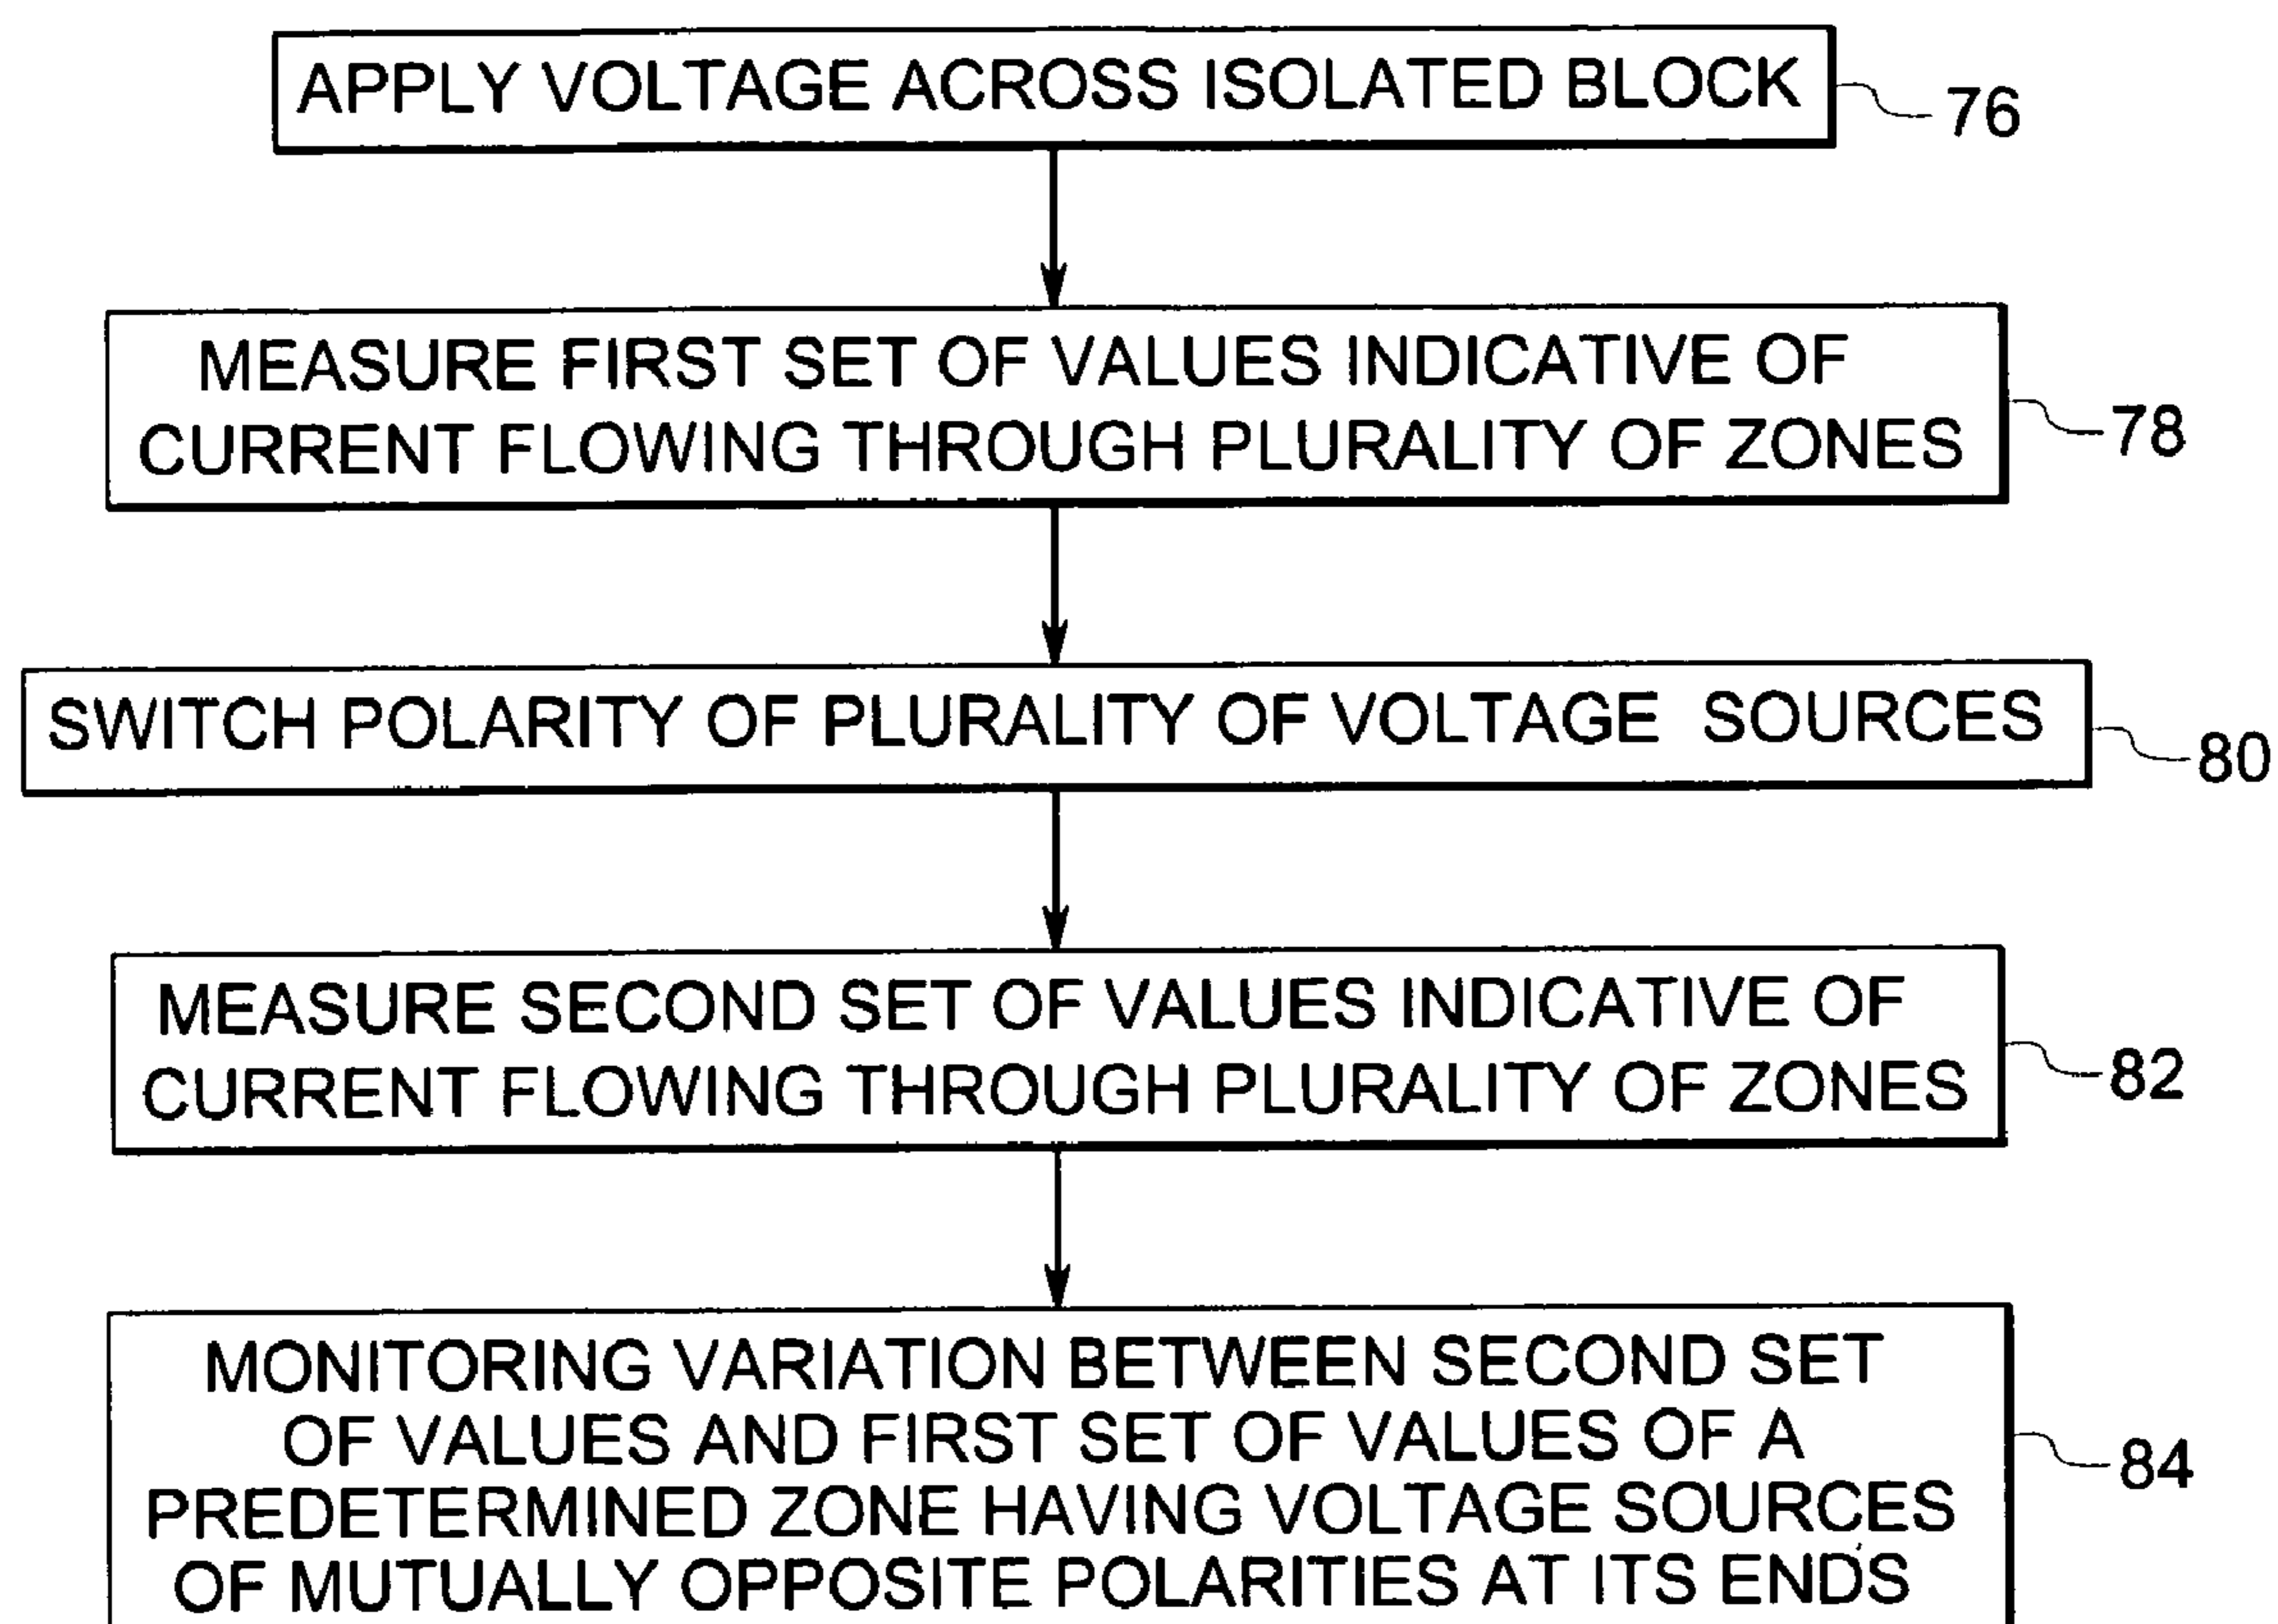 APPLY VOLTAGE ACROSS ISOLATED BLOCK
76
MEASURE FIRST SET OF VALUES INDICATIVE OF
CURRENT FLOWING THROUGH PLURALITY OF ZONES
78
SWITCH POLARITY OF PLURALITY OF VOLTAGE SOURCES
80
MEASURE SECOND SET OF VALUES INDICATIVE OF
CURRENT FLOWING THROUGH PLURALITY OF ZONES
82
MONITORING VARIATION BETWEEN SECOND SET
OF VALUES AND FIRST SET OF VALUES OF A
PREDETERMINED ZONE HAVING VOLTAGE SOURCES
OF MUTUALLY OPPOSITE POLARITIES AT ITS ENDS
84